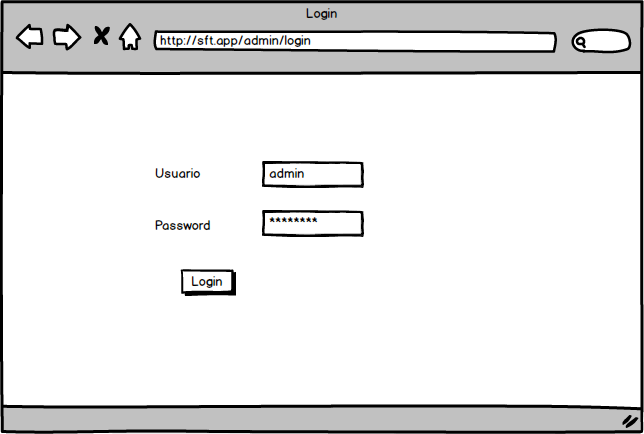 Login
http://sft.app/admin/login
Usuario
admin
Password
********
Login